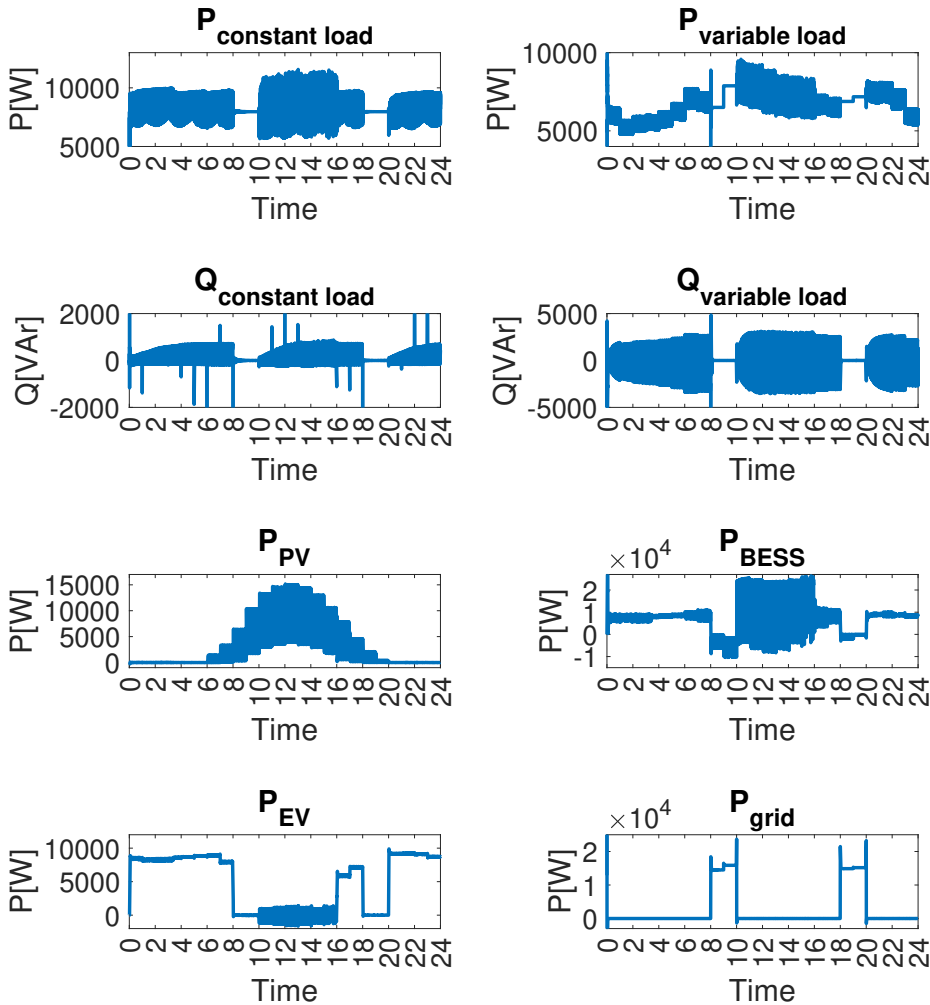 P constant load
P[W]
10000
5000
0 2 4 6 8 10 12 14 16 18 20 22 24
Time
P variable load
P[W]
10000
5000
0 2 4 6 8 10 12 14 16 18 20 22 24
Time
Q constant load
Q[VAr]
2000
0
-2000
0 2 4 6 8 10 12 14 16 18 20 22 24
Time
Q variable load
Q[VAr]
5000
0
-5000
0 2 4 6 8 10 12 14 16 18 20 22 24
Time
P PV
P[W]
15000
10000
5000
0
0 2 4 6 8 10 12 14 16 18 20 22 24
Time
×10^4 P BESS
P[W]
2
1
0
-1
0 2 4 6 8 10 12 14 16 18 20 22 24
Time
P EV
P[W]
10000
5000
0
0 2 4 6 8 10 12 14 16 18 20 22 24
Time
×10^4 P grid
P[W]
2
1
0
0 2 4 6 8 10 12 14 16 18 20 22 24
Time